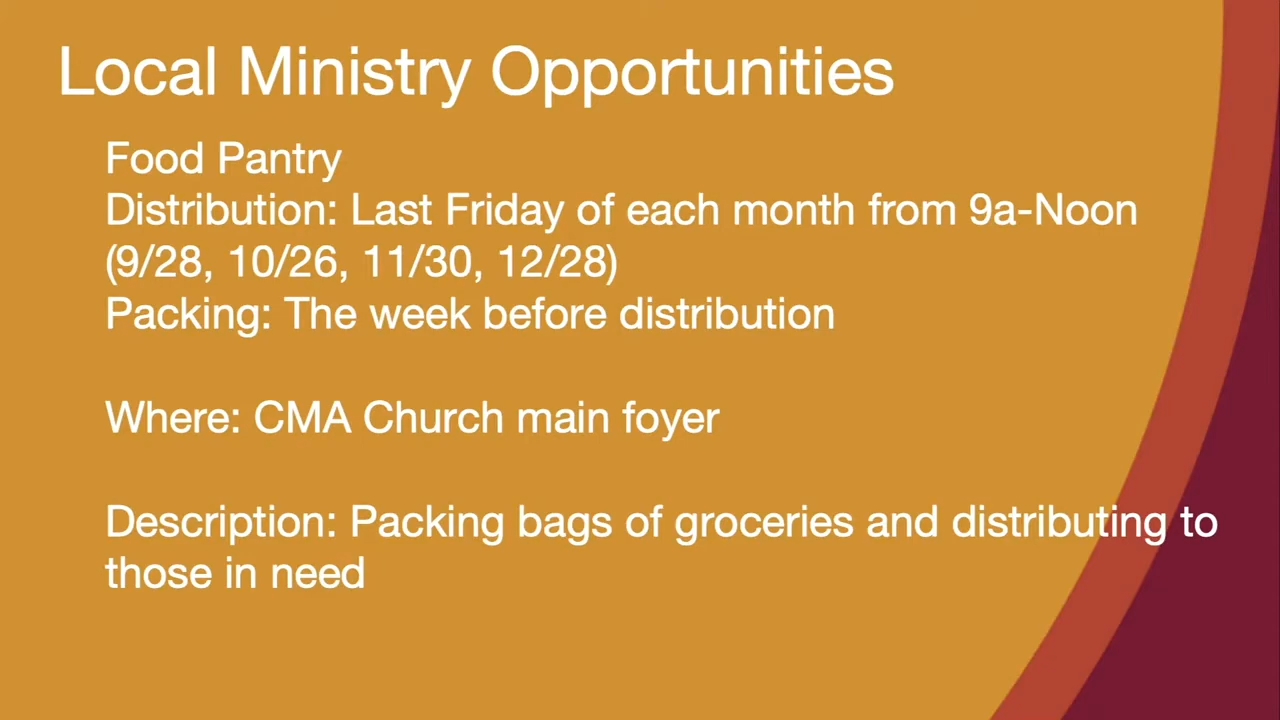 Local Ministry Opportunities
Food Pantry
Distribution: Last Friday of each month from 9a-Noon
(9/28, 10/26, 11/30, 12/28)
Packing: The week before distribution
Where: CMA Church main foyer
Description: Packing bags of groceries and distributing to
those in need